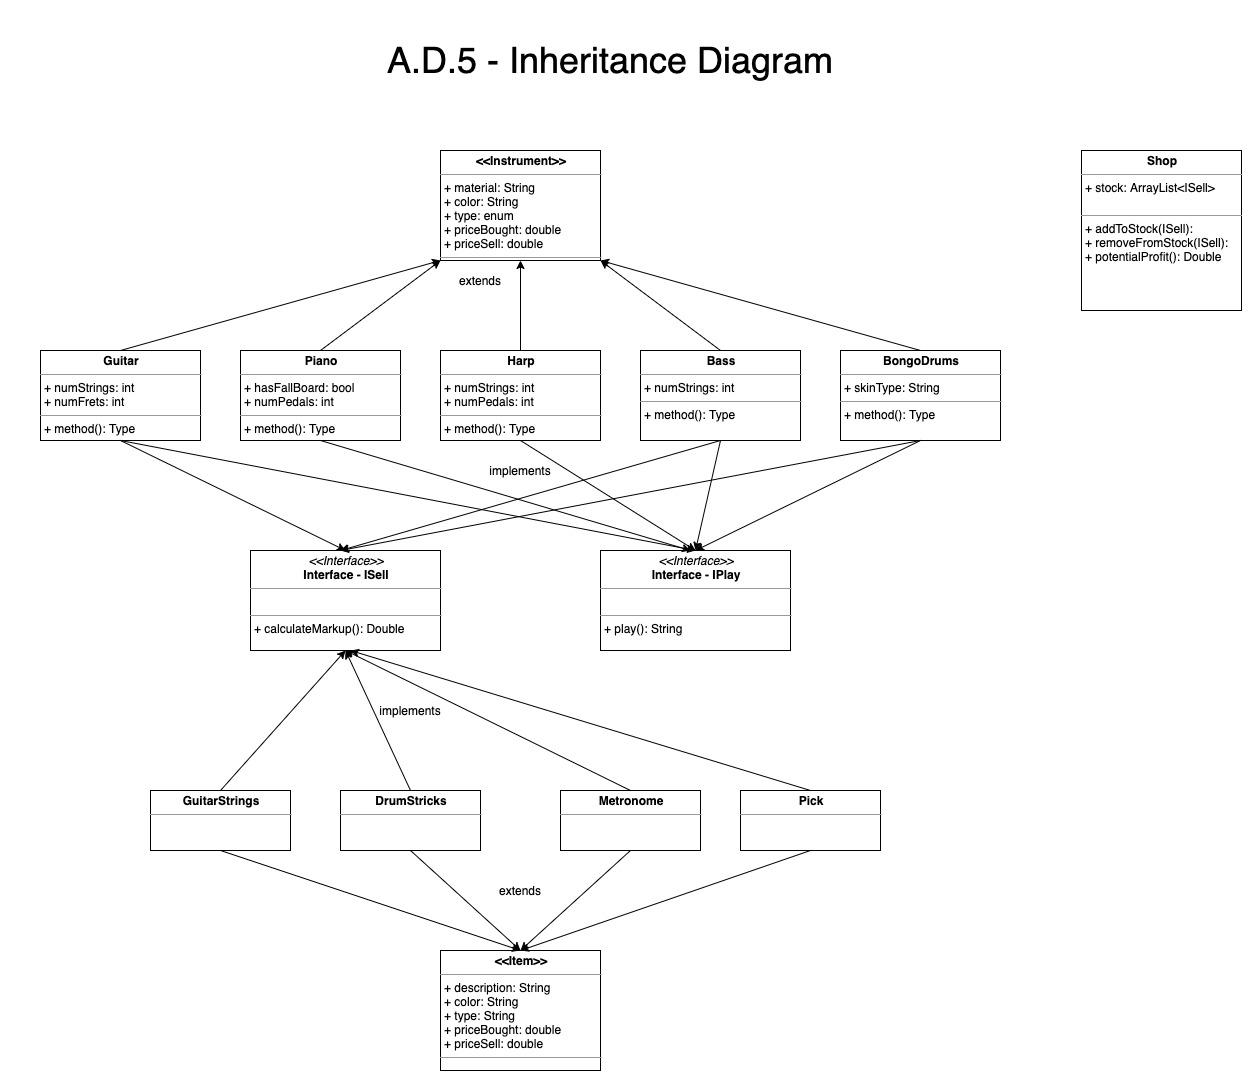 A.D.5 - Inheritance Diagram
<<Instrument>>
+ material: String
+ color: String
+ type: enum
+ priceBought: double
+ priceSell: double
Shop
+ stock: ArrayList<ISell>
+ addToStock(ISell):
+ removeFromStock(ISell):
+ potentialProfit(): Double
extends
Guitar
+ numStrings: int
+ numFrets: int
+ method(): Type
Piano
+ hasFallBoard: bool
+ numPedals: int
+ method(): Type
Harp
+ numStrings: int
+ numPedals: int
+ method(): Type
Bass
+ numStrings: int
+ method(): Type
BongoDrums
+ skinType: String
+ method(): Type
implements
<<Interface>>
Interface - ISell
+ calculateMarkup(): Double
<<Interface>>
Interface - IPlay
+ play(): String
implements
GuitarStrings
DrumStricks
Metronome
Pick
extends
<<Item>>
+ description: String
+ color: String
+ type: String
+ priceBought: double
+ priceSell: double